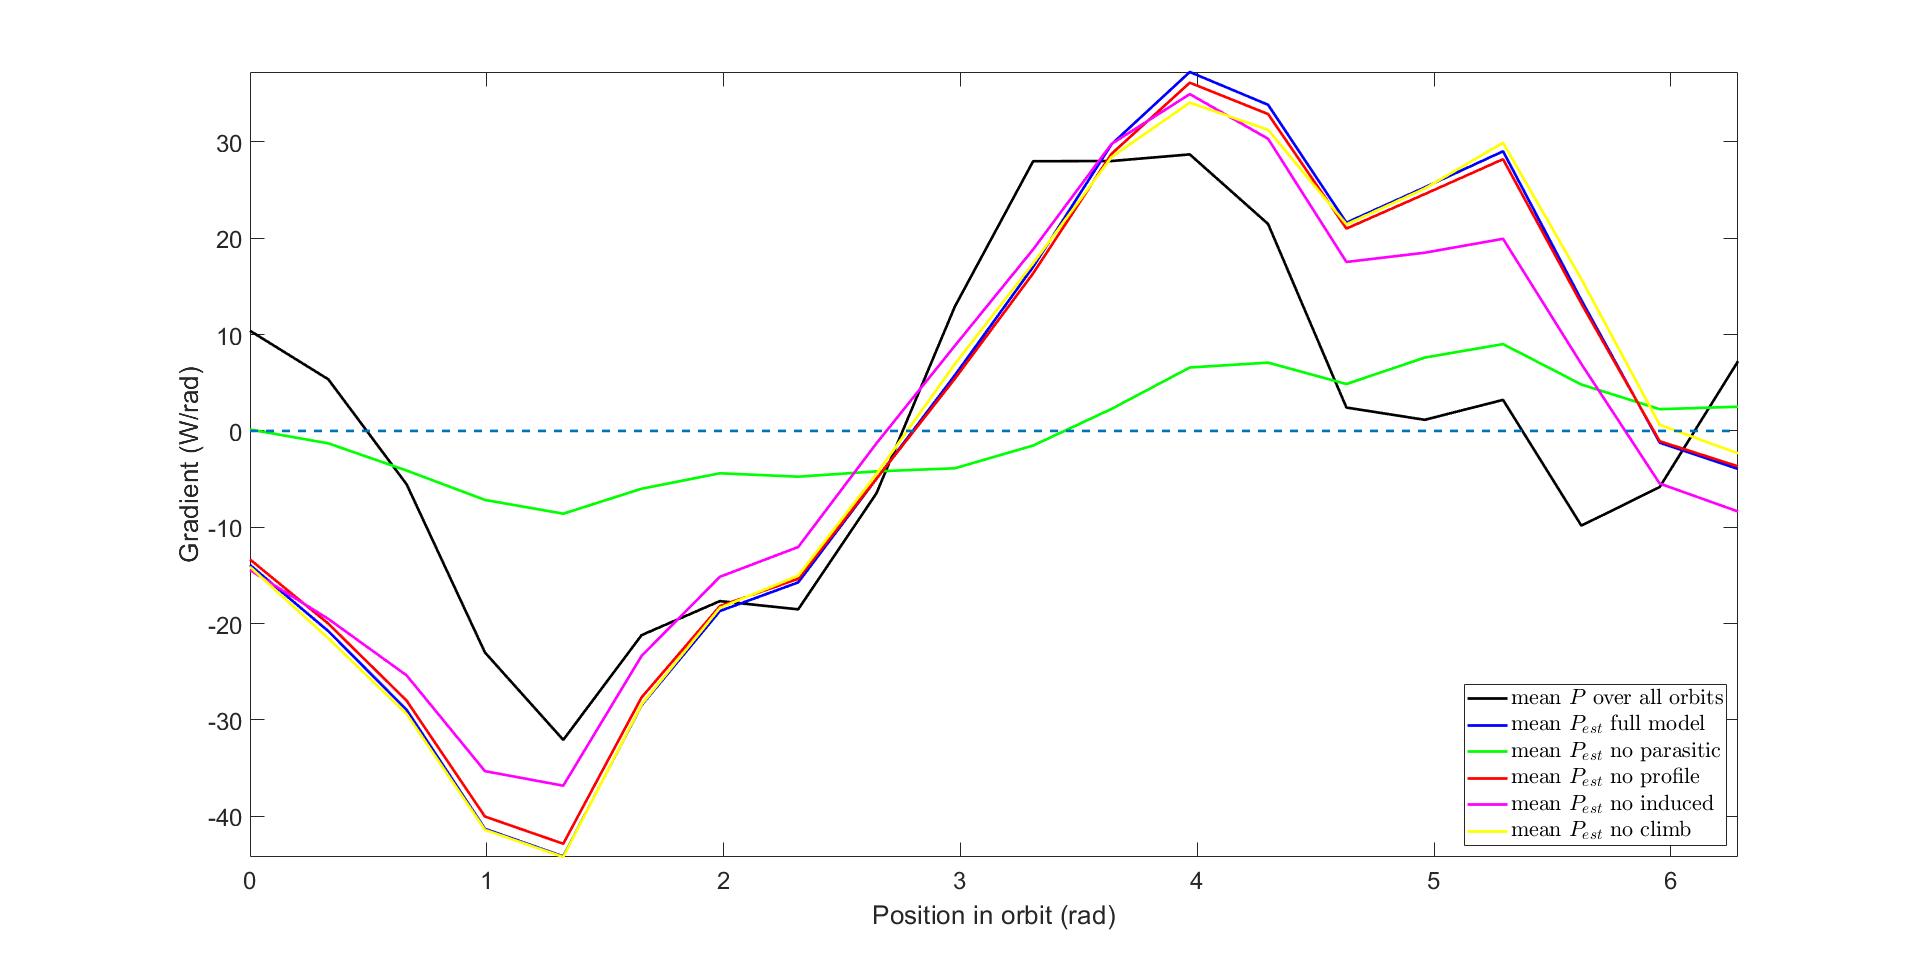 30
20
10
0
-10
-20
-30
-40
Gradient (W/rad)
0 1 2 3 4 5 6
Position in orbit (rad)
mean P over all orbits
mean P_est full model
mean P_est no parasitic
mean P_est no profile
mean P_est no induced
mean P_est no climb